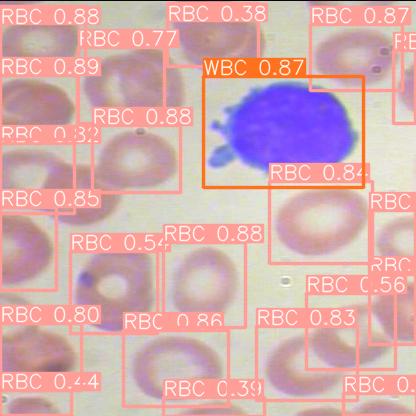 RBC 0.88
RBC 0.38
RBC 0.87
RBC 0.77
RBC 0.89
WBC 0.87
RBC 0.88
RBC 0.84
RBC 0.85
RBC
RBC 0.54
RBC 0.88
RBC
RBC 0.56
RBC 0.80
RBC 0.86
RBC 0.83
RBC 0.44
RBC 0.39
RBC 0